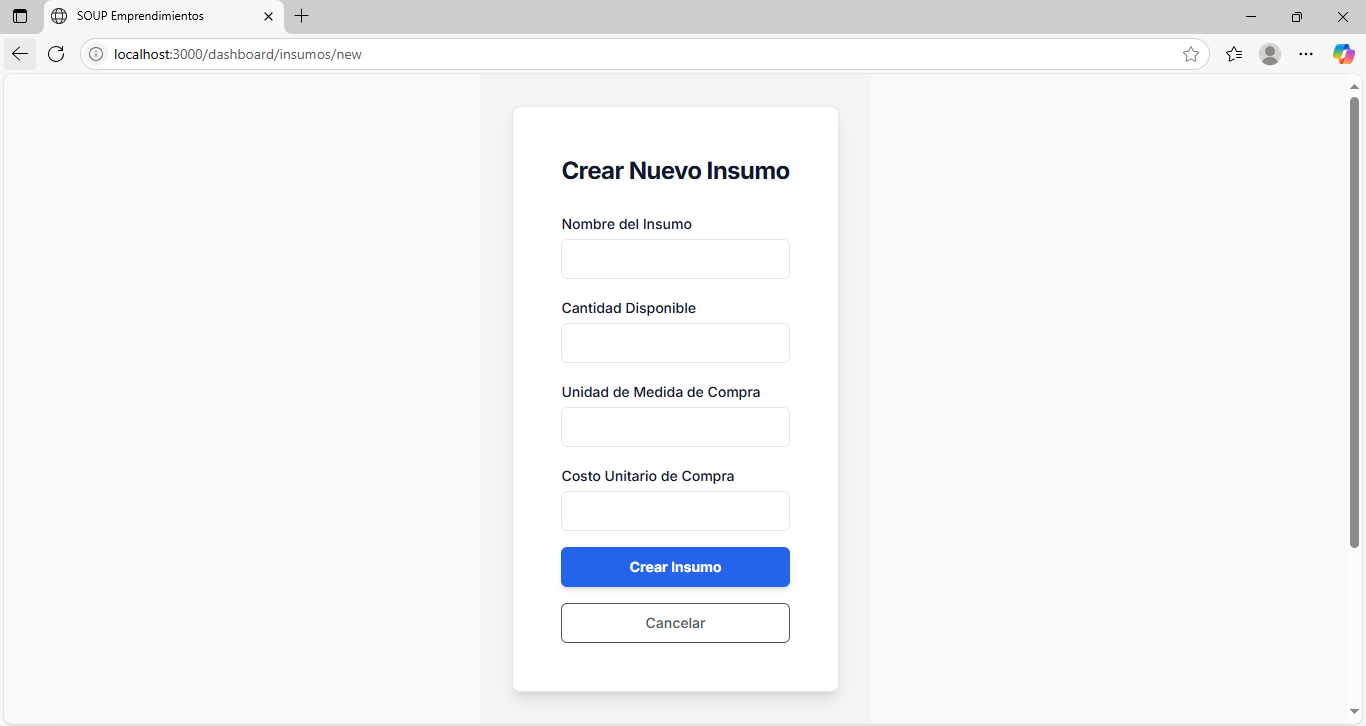 SOUP Emprendimientos
localhost:3000/dashboard/insumos/new
Crear Nuevo Insumo
Nombre del Insumo
Cantidad Disponible
Unidad de Medida de Compra
Costo Unitario de Compra
Crear Insumo
Cancelar